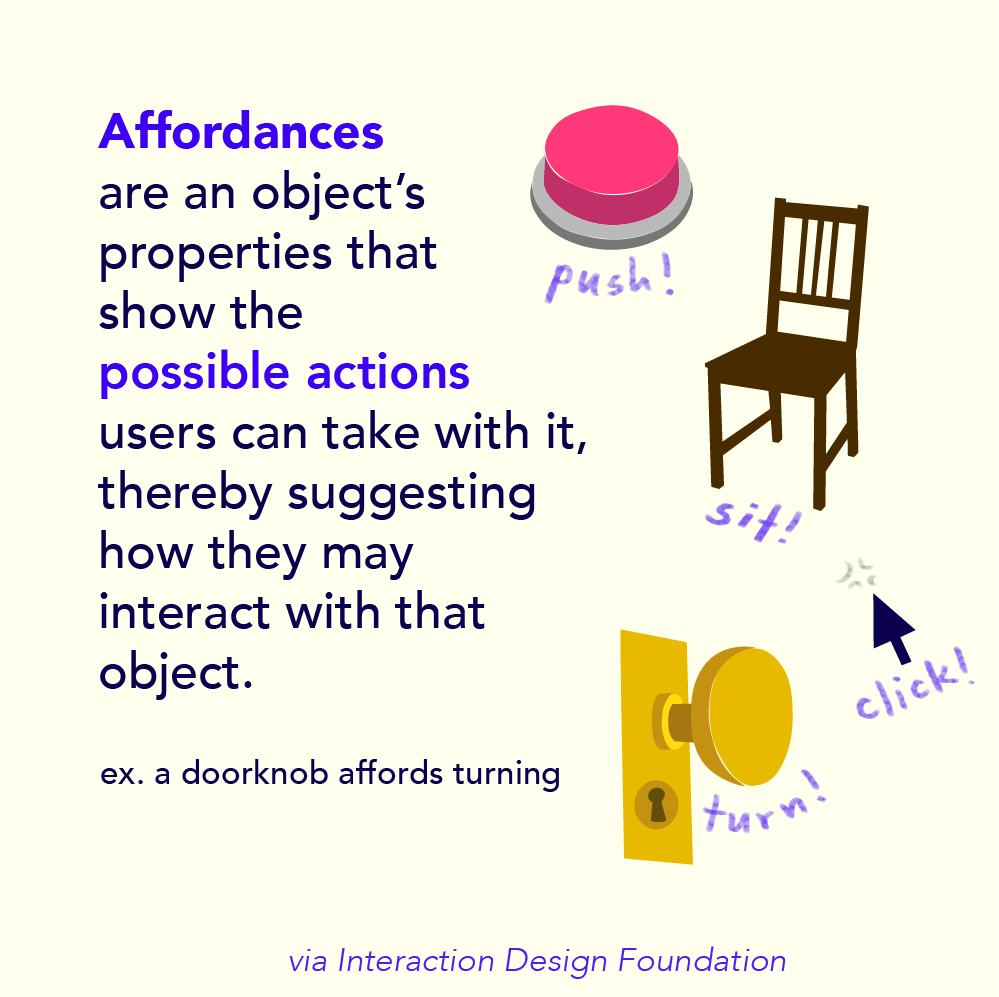 Affordances
are an object’s
properties that
show the
possible actions
users can take with it,
thereby suggesting
how they may
interact with that
object.
ex. a doorknob affords turning
push!
sit!
click!
turn!
via Interaction Design Foundation